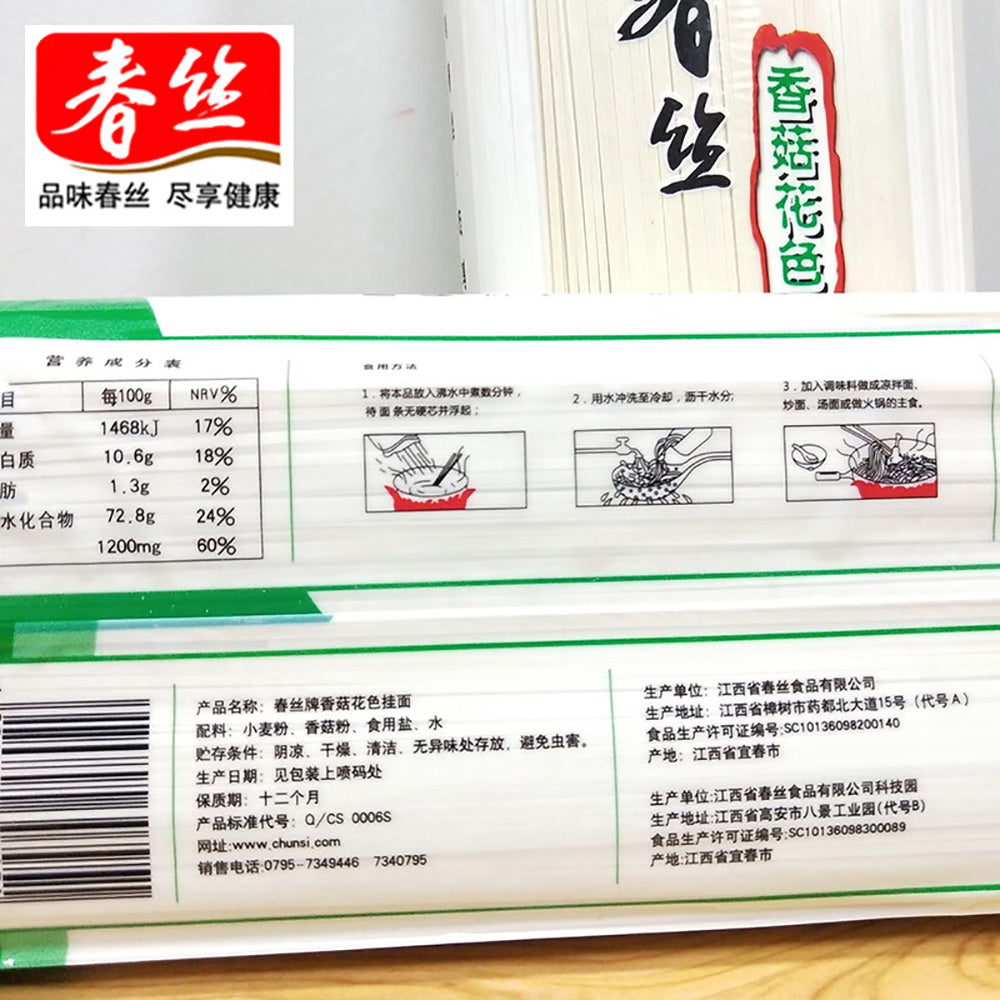 春丝
品味春丝 尽享健康
春丝
香菇花色
营养成分表
目 每100g NRV%
量 1468kJ 17%
白质 10.6g 18%
肪 1.3g 2%
水化合物 72.8g 24%
1200mg 60%
食用方法
1．将本品放入沸水中煮数分钟，
待面条无硬芯并浮起；
2．用水冲洗至冷却，沥干水分;
3．加入调味料做成凉拌面、
炒面、汤面或做火锅的主食。
产品名称：春丝牌香菇花色挂面
配料：小麦粉、香菇粉、食用盐、水
贮存条件：阴凉、干燥、清洁、无异味处存放，避免虫害。
生产日期：见包装上喷码处
保质期：十二个月
产品标准代号：Q/CS 0006S
网址:www.chunsi.com
销售电话:0795-7349446 7340795
生产单位：江西省春丝食品有限公司
生产地址：江西省樟树市药都北大道15号（代号A）
食品生产许可证编号:SC10136098200140
产地：江西省宜春市
生产单位:江西省春丝食品有限公司科技园
生产地址:江西省高安市八景工业园(代号B)
食品生产许可证编号:SC10136098300089
产地:江西省宜春市